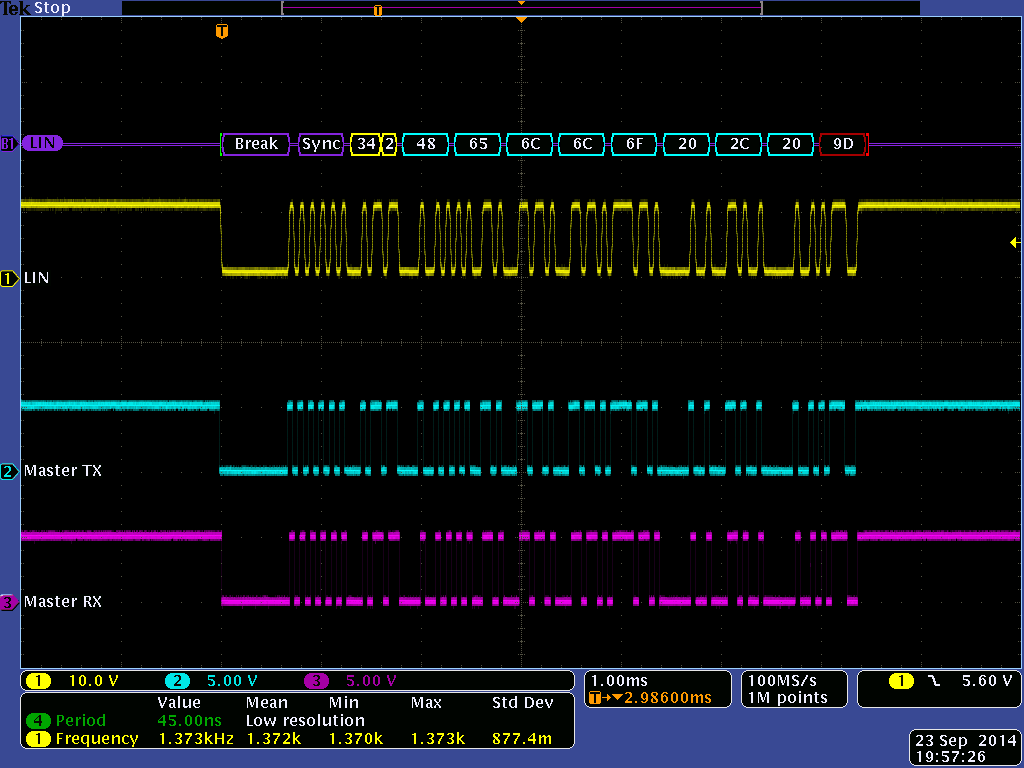 Tek Stop
T
T
B1 LIN Break Sync 34 2 48 65 6C 6C 6F 20 2C 20 9D
1 LIN
2 Master TX
3 Master RX
1 10.0 V 2 5.00 V 3 5.00 V
1.00ms
T→▼2.98600ms
100MS/s
1M points
1 5.60 V
Value Mean Min Max Std Dev
4 Period 45.00ns Low resolution
1 Frequency 1.373kHz 1.372k 1.370k 1.373k 877.4m
23 Sep 2014
19:57:26